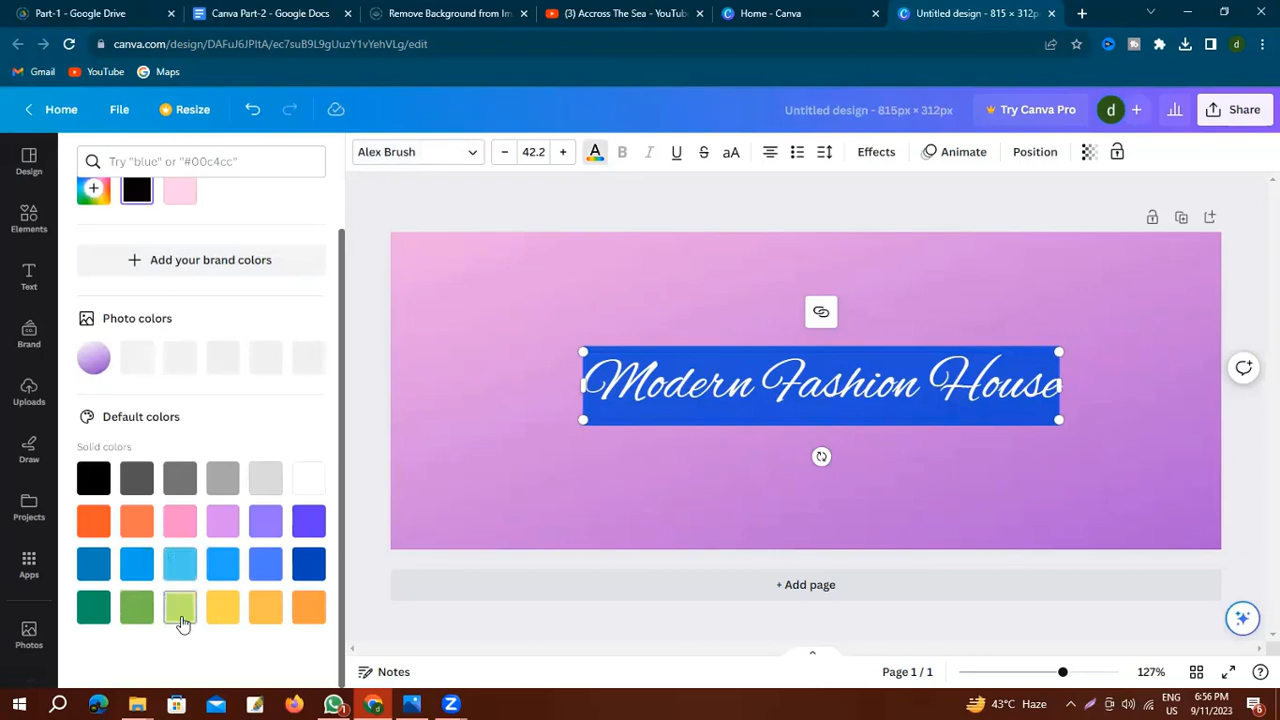 Part-1 - Google Drive
Canva Part-2 - Google Docs
Remove Background from Im
(3) Accross The Sea - YouTube
Home - Canva
Untitled design - 815 × 312p
canva.com/design/DAFuJ6JPItA/ec7suB9L9gUuzY1vYehVLg/edit
Gmail YouTube Maps
Home File Resize Untitled design - 815px × 312px Try Canva Pro d Share
Design
Elements
Text
Brand
Uploads
Draw
Projects
Apps
Photos
Try "blue" or "#00c4cc"
Add your brand colors
Photo colors
Default colors
Solid colors
Alex Brush 42.2 A B I U S aA Effects Animate Position
Modern Fashion House
+ Add page
Notes Page 1 / 1 127%
43°C Haze ENG US 6:56 PM 9/11/2023 6